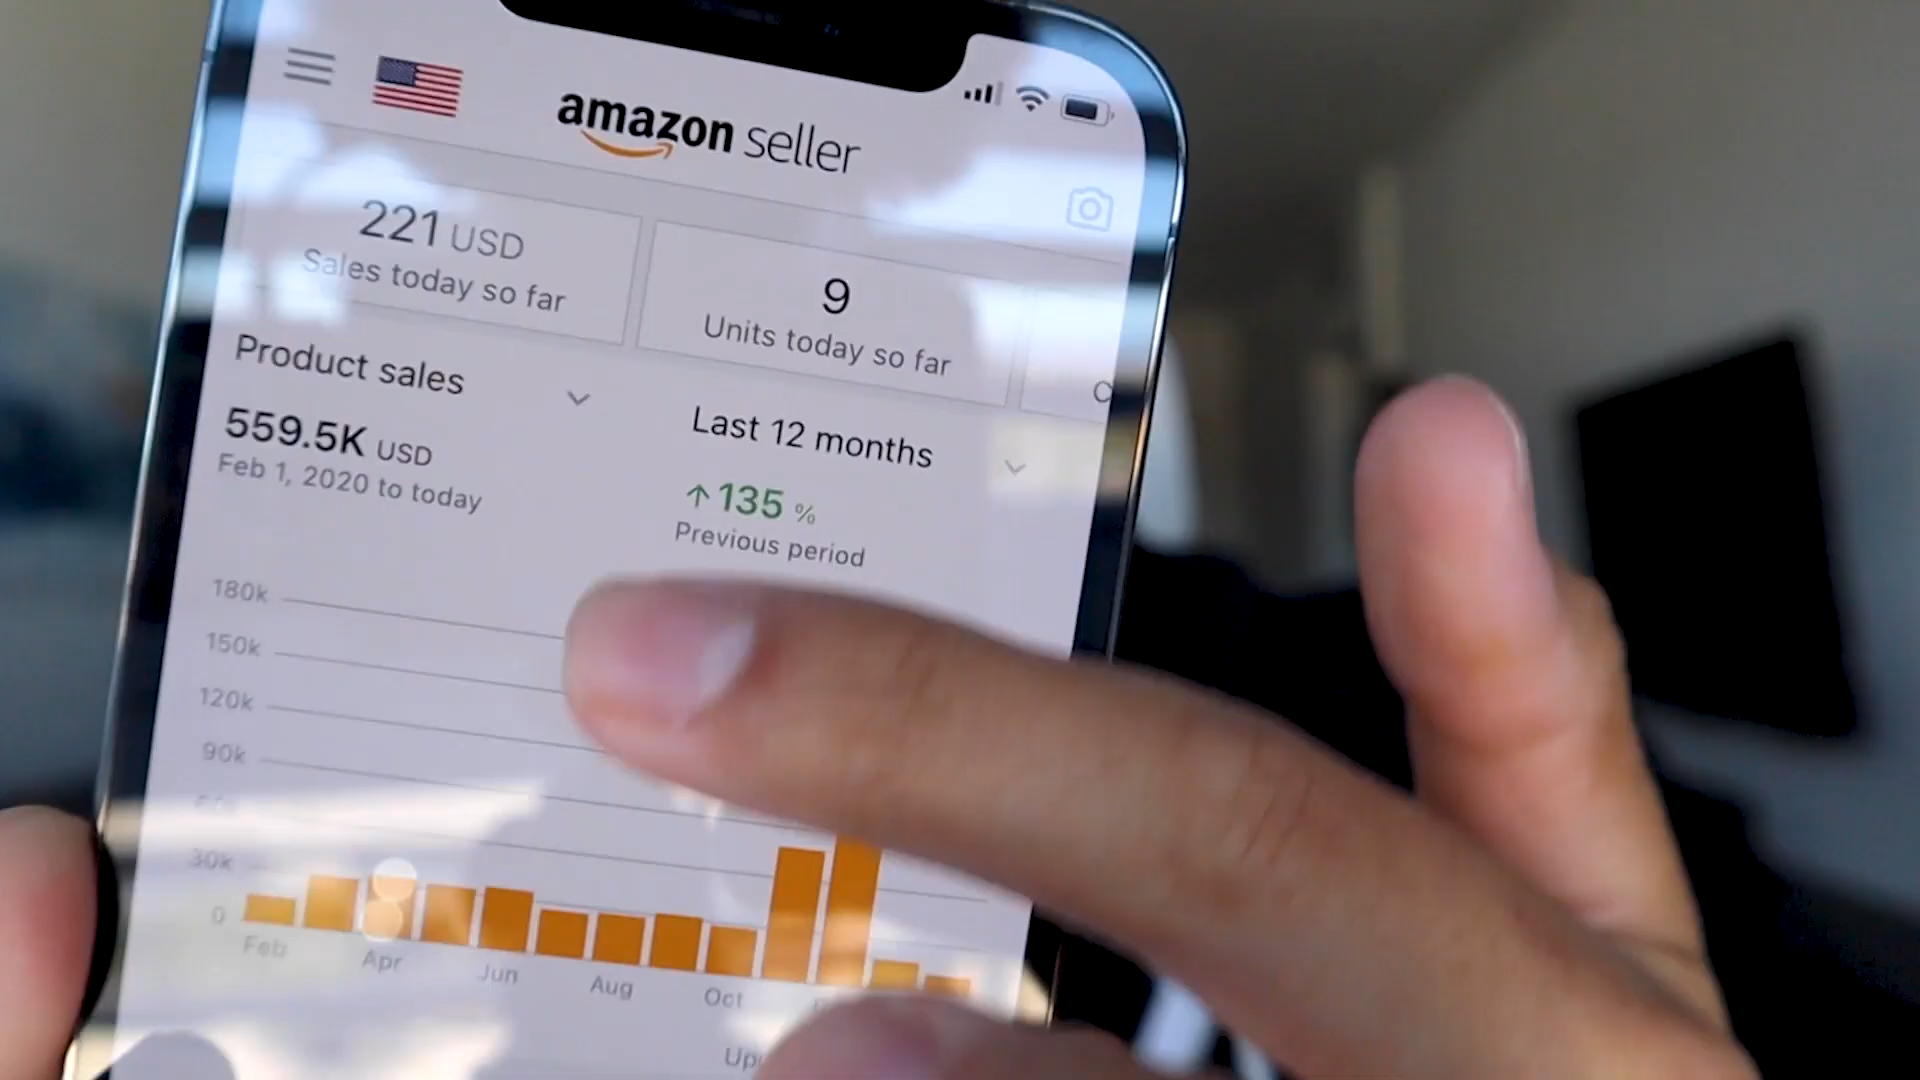 amazon seller
221 USD
Sales today so far
9
Units today so far
Product sales
Last 12 months
559.5K USD
Feb 1, 2020 to today
↑135 %
Previous period
180k
150k
120k
90k
30k
0
Feb
Apr
Jun
Aug
Oct